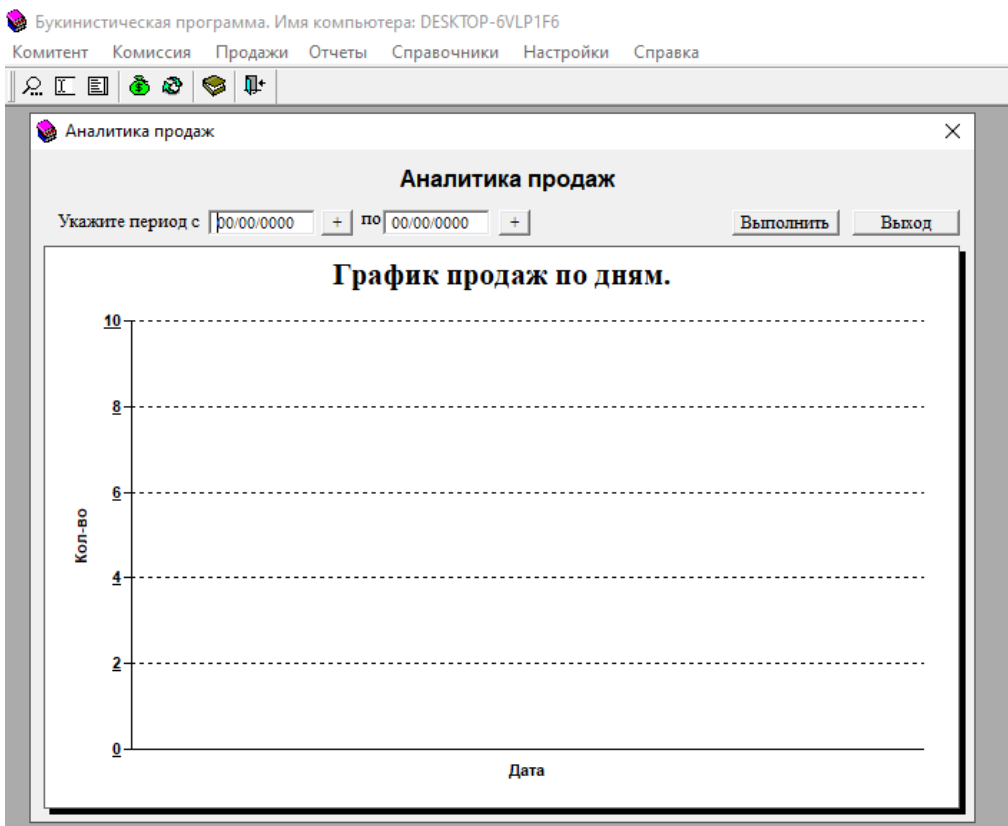 Букинистическая программа. Имя компьютера: DESKTOP-6VLP1F6
Комитент Комиссия Продажи Отчеты Справочники Настройки Справка
Аналитика продаж
Аналитика продаж
Укажите период с 00/00/0000 + по 00/00/0000 + Выполнить Выход
График продаж по дням.
10
8
6
Кол-во
4
2
0
Дата